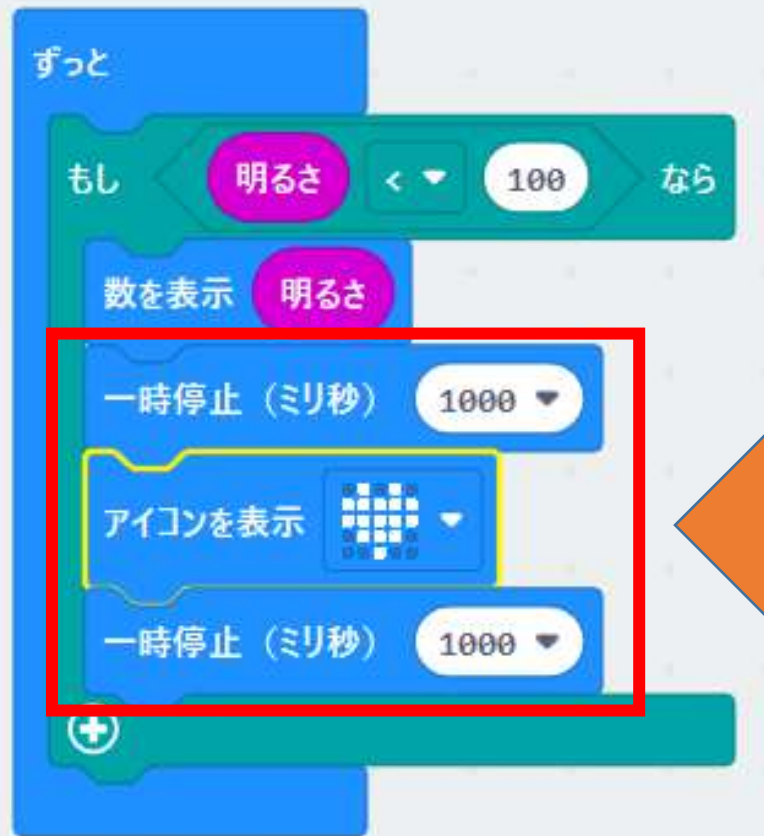 ずっと
もし 明るさ < 100 なら
数を表示 明るさ
一時停止（ミリ秒） 1000
アイコンを表示
一時停止（ミリ秒） 1000